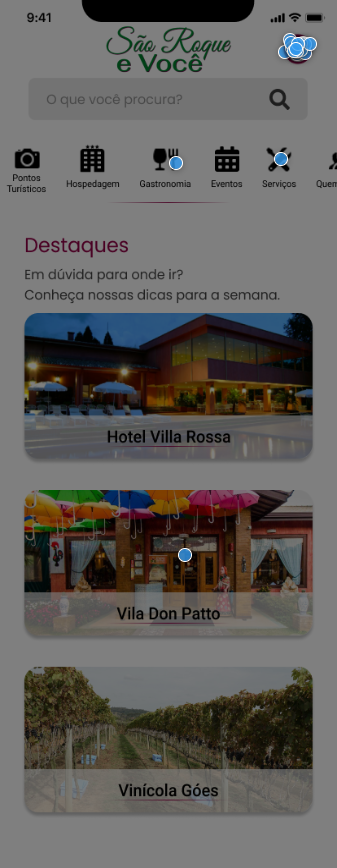 9:41
São Roque
e Você
O que você procura?
Pontos
Turísticos
Hospedagem
Gastronomia
Eventos
Serviços
Quem
Destaques
Em dúvida para onde ir?
Conheça nossas dicas para a semana.
Hotel Villa Rossa
Vila Don Patto
Vinícola Góes